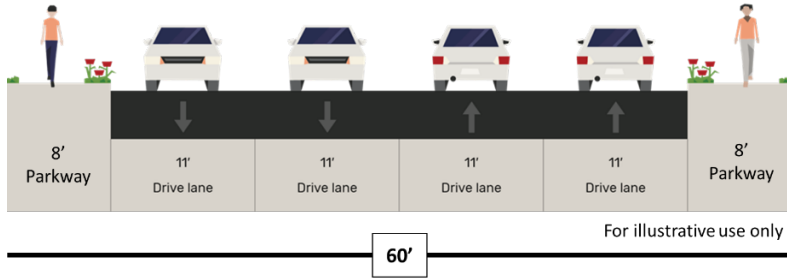 8’
Parkway
11'
Drive lane
11'
Drive lane
11'
Drive lane
11'
Drive lane
8’
Parkway
For illustrative use only
60’